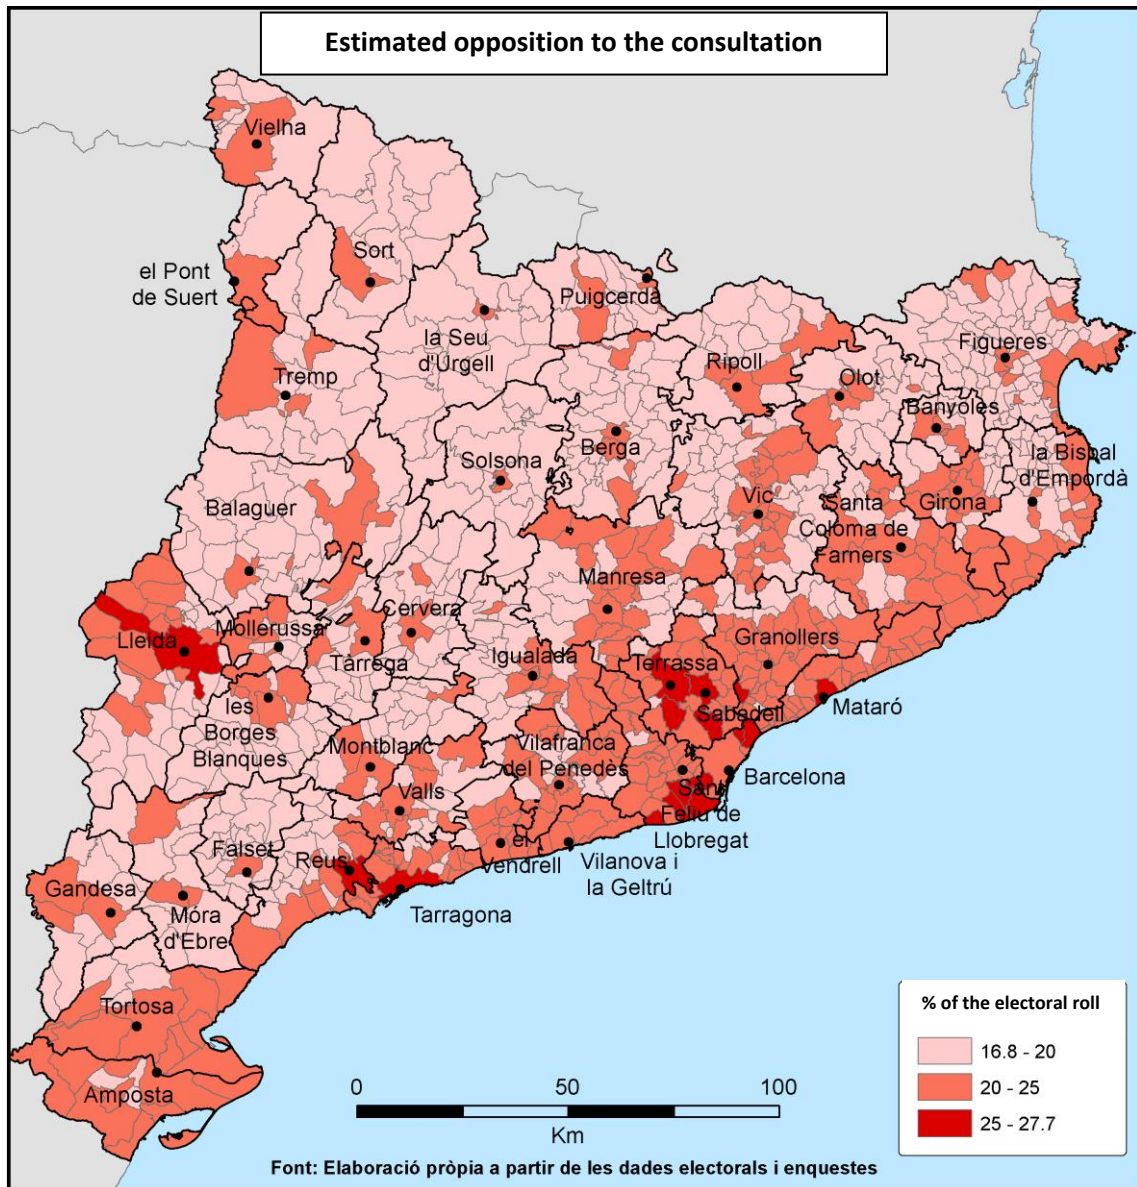 Estimated opposition to the consultation
Vielha
Sort
el Pont
de Suert
Puigcerdà
la Seu
d'Urgell
Tremp
Ripoll
Olot
Figueres
Banyoles
Berga
Solsona
la Bisbal
d'Empordà
Balaguer
Vic
Santa
Coloma de
Farners
Girona
Manresa
Lleida
Mollerussa
Cervera
Tàrrega
Igualada
Granollers
Terrassa
Sabadell
Mataró
les
Borges
Blanques
Montblanc
Vilafranca
del Penedès
Barcelona
Valls
Sant
Feliu de
Llobregat
Falset
Reus
el
Vendrell
Vilanova i
la Geltrú
Gandesa
Móra
d'Ebre
Tarragona
Tortosa
Amposta
% of the electoral roll
16.8 - 20
20 - 25
25 - 27.7
0 50 100
Km
Font: Elaboració pròpia a partir de les dades electorals i enquestes